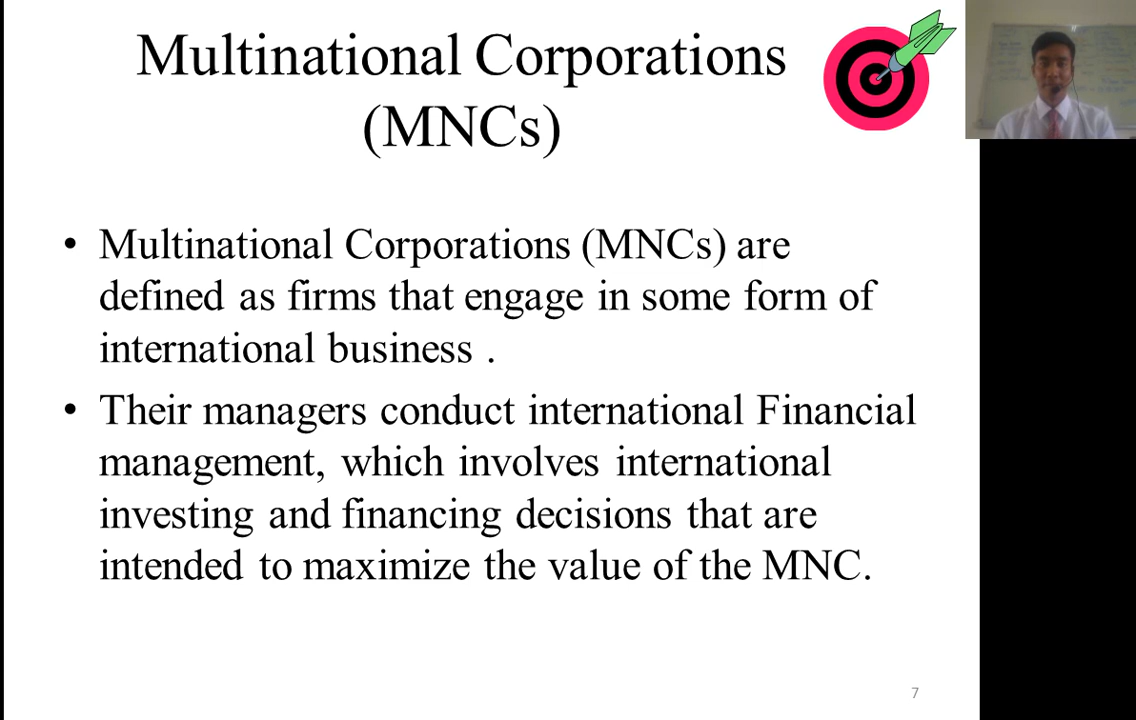 Multinational Corporations
(MNCs)
• Multinational Corporations (MNCs) are
defined as firms that engage in some form of
international business .
• Their managers conduct international Financial
management, which involves international
investing and financing decisions that are
intended to maximize the value of the MNC.
7